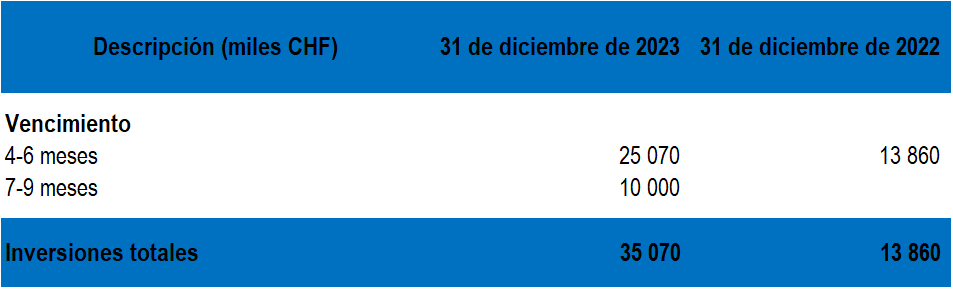 Descripción (miles CHF) 31 de diciembre de 2023 31 de diciembre de 2022
Vencimiento
4-6 meses 25 070 13 860
7-9 meses 10 000
Inversiones totales 35 070 13 860